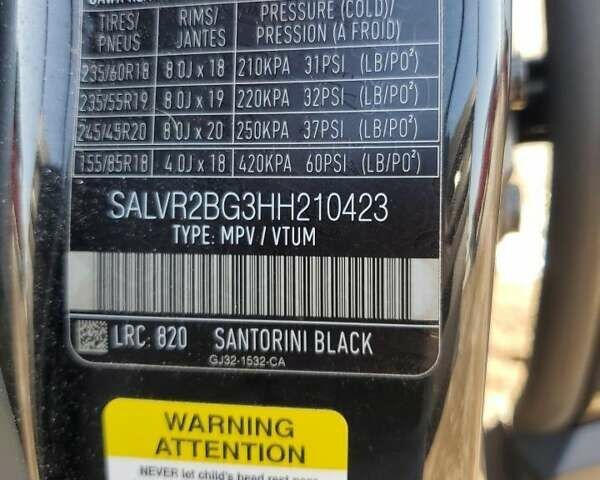 TIRES/ RIMS/ PRESSURE (COLD)/
PNEUS JANTES PRESSION (A FROID)
235/60R18 8.0J x 18 210KPA 31PSI (LB/PO²)
235/55R19 8.0J x 19 220KPA 32PSI (LB/PO²)
245/45R20 8.0J x 20 250KPA 37PSI (LB/PO²)
155/85R18 4.0J x 18 420KPA 60PSI (LB/PO²)
SALVR2BG3HH210423
TYPE: MPV / VTUM
LRC: 820 SANTORINI BLACK
GJ32-1532-CA
WARNING
ATTENTION
NEVER let child's head rest near